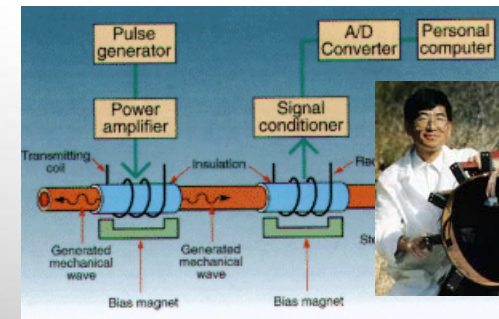 Pulse
generator
A/D
Converter
Personal
computer
Power
amplifier
Signal
conditioner
Transmitting
coil
Insulation
Generated
mechanical
wave
Generated
mechanical
wave
Bias magnet
Bias magnet